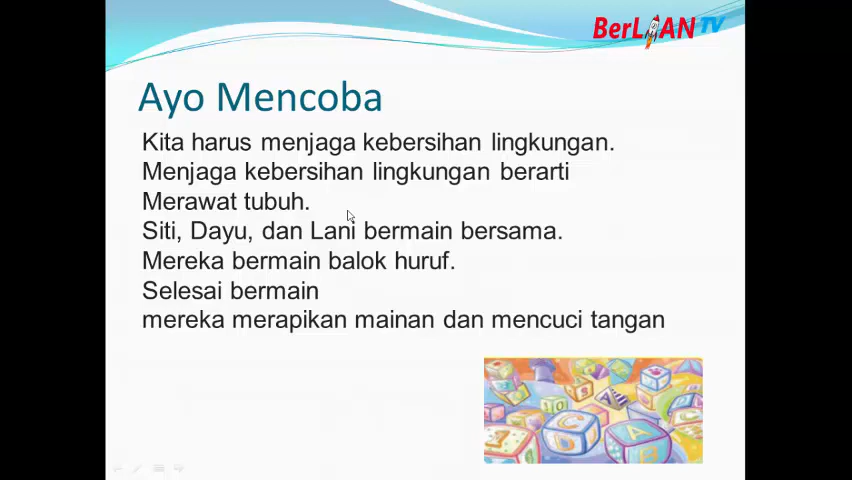 BerLIAN TV
Ayo Mencoba
Kita harus menjaga kebersihan lingkungan.
Menjaga kebersihan lingkungan berarti
Merawat tubuh.
Siti, Dayu, dan Lani bermain bersama.
Mereka bermain balok huruf.
Selesai bermain
mereka merapikan mainan dan mencuci tangan